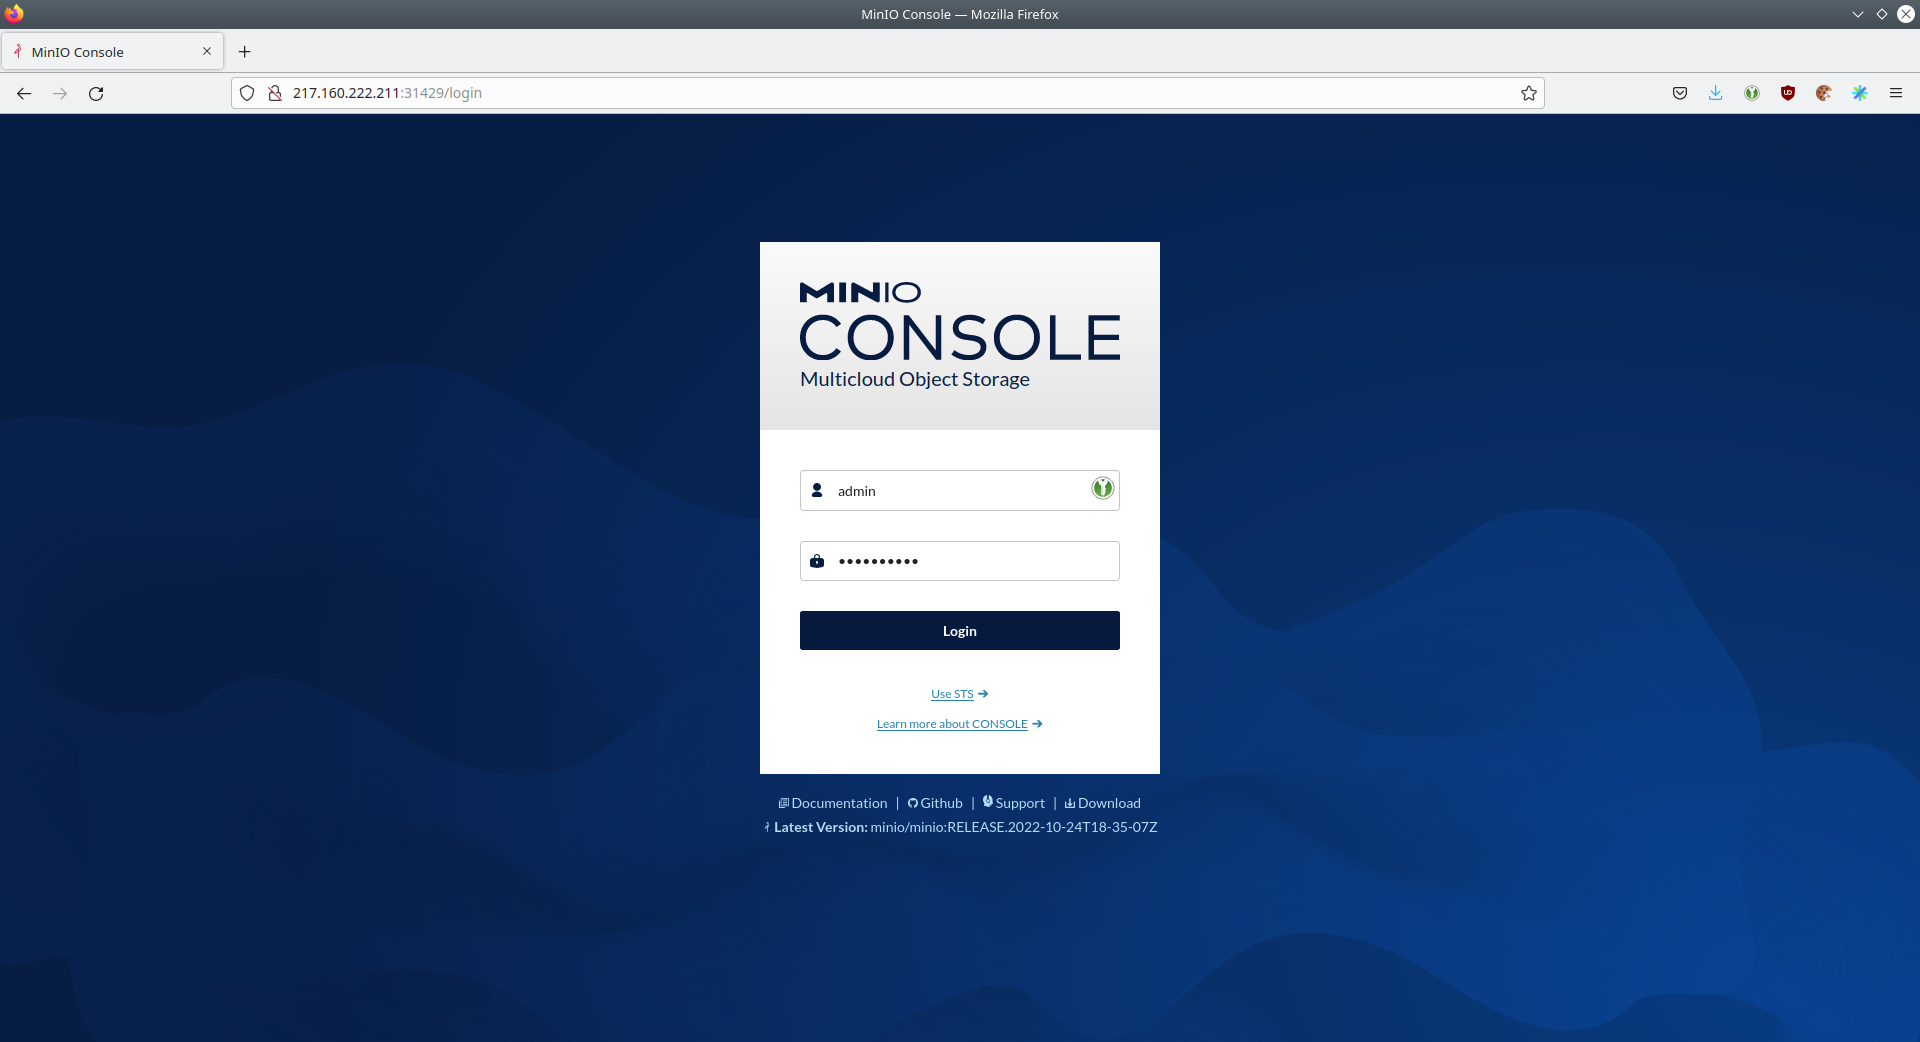 MinIO Console — Mozilla Firefox
MinIO Console
217.160.222.211:31429/login
MINIO
CONSOLE
Multicloud Object Storage
admin
••••••••••
Login
Use STS
Learn more about CONSOLE
Documentation | Github | Support | Download
Latest Version: minio/minio:RELEASE.2022-10-24T18-35-07Z